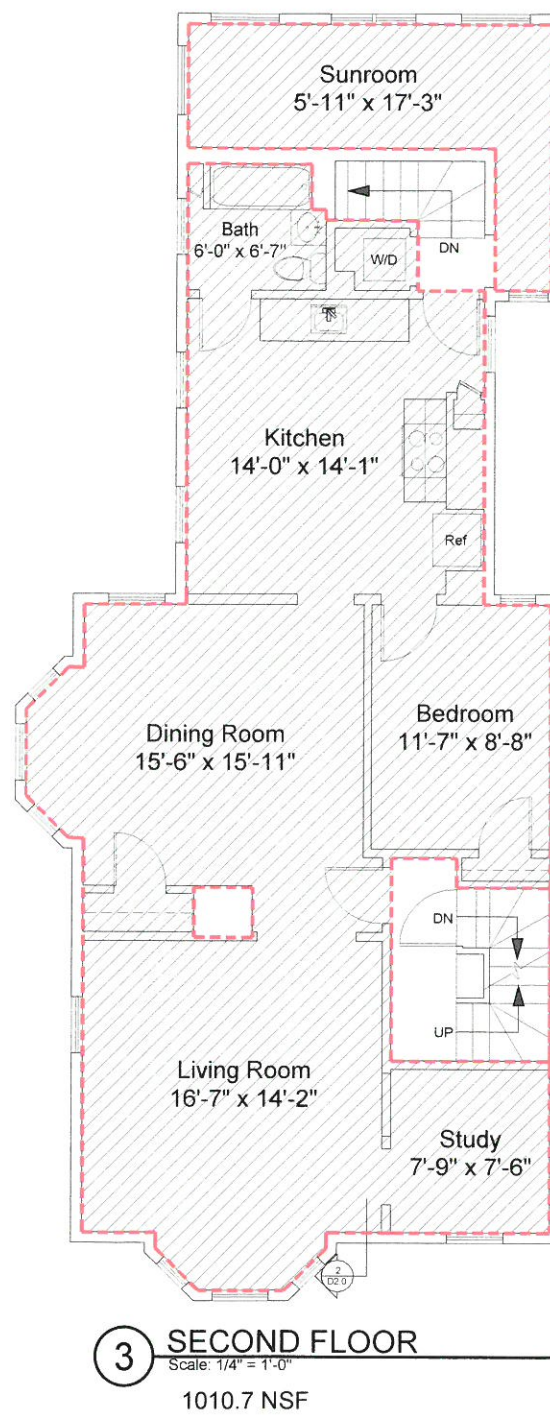 Sunroom
5'-11" x 17'-3"
Bath
6'-0" x 6'-7"
W/D
DN
Kitchen
14'-0" x 14'-1"
Ref
Dining Room
15'-6" x 15'-11"
Bedroom
11'-7" x 8'-8"
DN
UP
Living Room
16'-7" x 14'-2"
Study
7'-9" x 7'-6"
2
D2.0
3
SECOND FLOOR
Scale: 1/4" = 1'-0"
1010.7 NSF